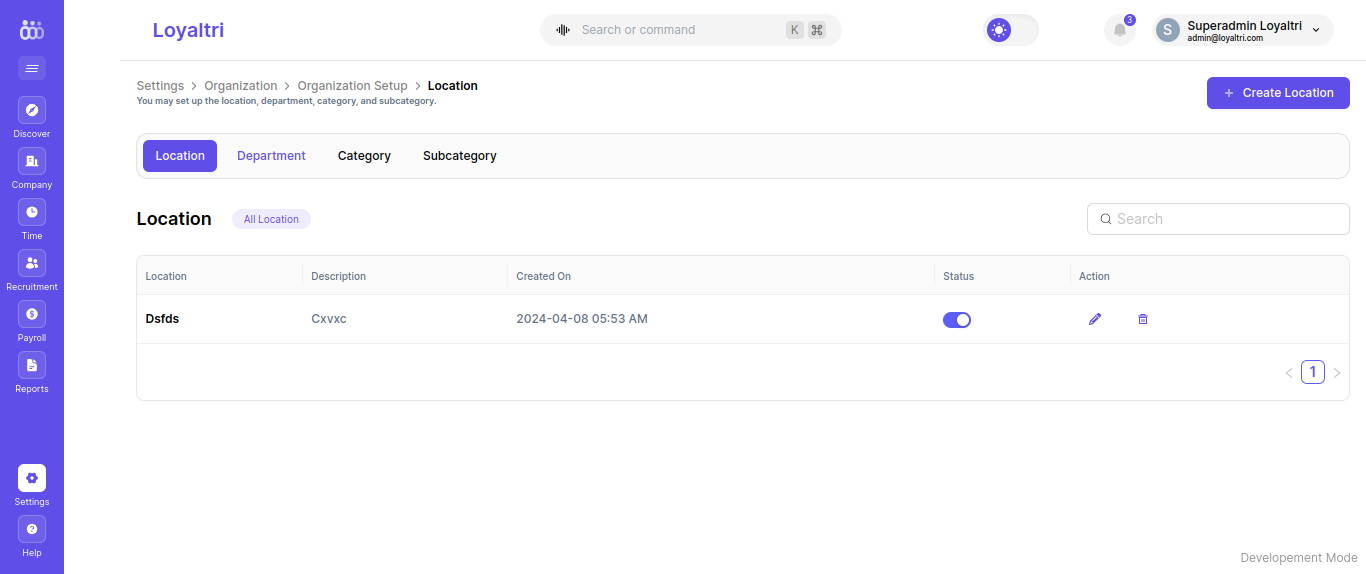 Loyaltri
Search or command
K
⌘
3
S
Superadmin Loyaltri
admin@loyaltri.com
Discover
Company
Time
Recruitment
Payroll
Reports
Settings
Help
Settings > Organization > Organization Setup > Location
You may set up the location, department, category, and subcategory.
+ Create Location
Location Department Category Subcategory
Location All Location
Search
Location Description Created On Status Action
Dsfds Cxvxc 2024-04-08 05:53 AM
< 1 >
Developement Mode